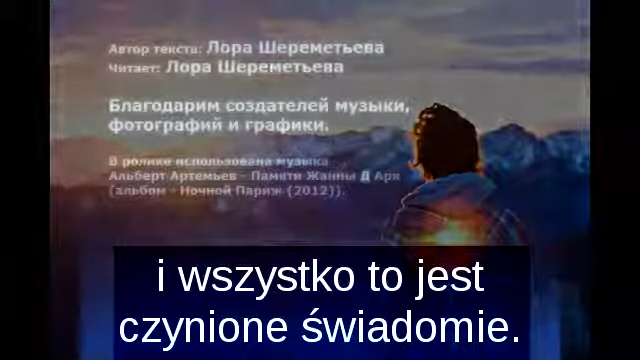 Автор текста: Лора Шереметьева
Читает: Лора Шереметьева
Благодарим создателей музыки,
фотографий и графики.
В ролике использована музыка
Альберт Артемьев - Памяти Жанны Д Арк
(альбом - Ночной Париж (2012)).
i wszystko to jest
czynione świadomie.